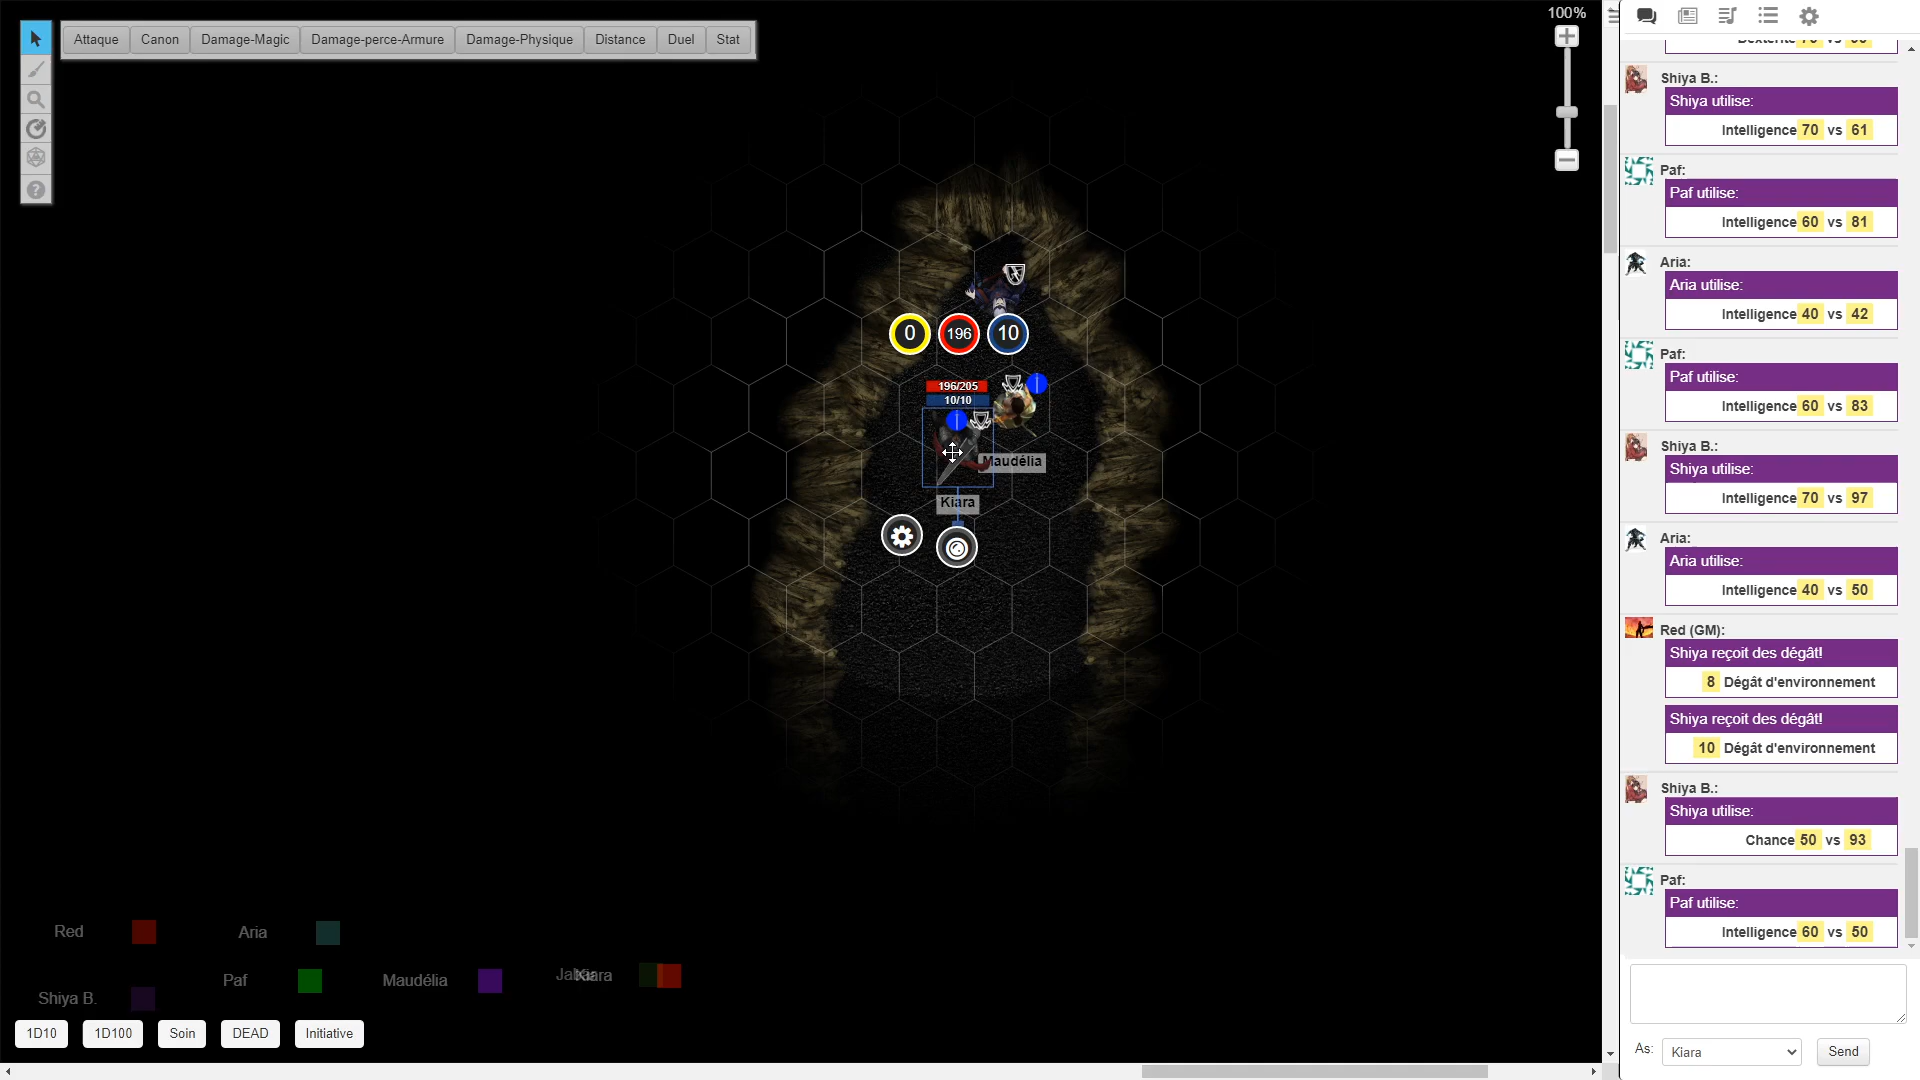 100%
Attaque
Canon
Damage-Magic
Damage-perce-Armure
Damage-Physique
Distance
Duel
Stat
0
196
10
196/205
10/10
Maudélia
Kiara
Red
Aria
Paf
Maudélia
Kiara
Shiya B.
1D10
1D100
Soin
DEAD
Initiative
Shiya B.:
Shiya utilise:
Intelligence 70 vs 61
Paf:
Paf utilise:
Intelligence 60 vs 81
Aria:
Aria utilise:
Intelligence 40 vs 42
Paf:
Paf utilise:
Intelligence 60 vs 83
Shiya B.:
Shiya utilise:
Intelligence 70 vs 97
Aria:
Aria utilise:
Intelligence 40 vs 50
Red (GM):
Shiya reçoit des dégât!
8 Dégât d'environnement
Shiya reçoit des dégât!
10 Dégât d'environnement
Shiya B.:
Shiya utilise:
Chance 50 vs 93
Paf:
Paf utilise:
Intelligence 60 vs 50
As: Kiara
Send